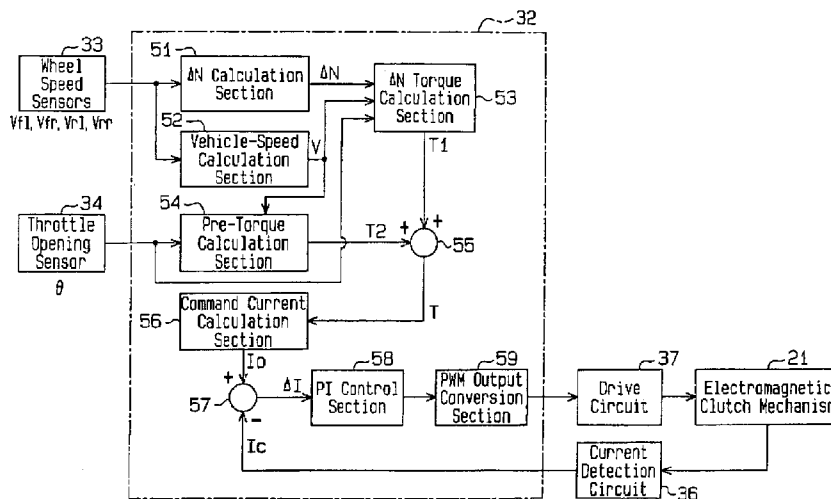 32
33
Wheel
Speed
Sensors
Vfl, Vfr, Vrl, Vrr
51
ΔN Calculation
Section
ΔN
ΔN Torque
Calculation
Section
53
52
Vehicle-Speed
Calculation
Section
V
T1
34
Throttle
Opening
Sensor
θ
54
Pre-Torque
Calculation
Section
T2
+
+
55
56
Command Current
Calculation
Section
T
Io
+
57
-
Ic
ΔI
58
PI Control
Section
59
PWM Output
Conversion
Section
37
Drive
Circuit
21
Electromagnetic
Clutch Mechanism
Current
Detection
Circuit
36